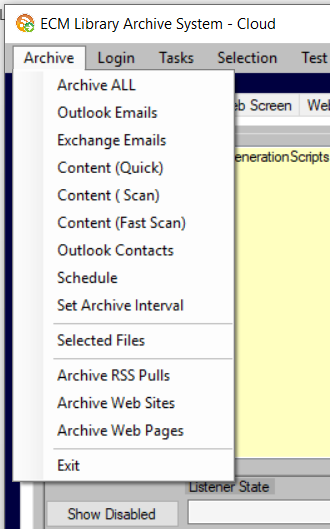 ECM Library Archive System - Cloud
Archive Login Tasks Selection Test
Archive ALL
eb Screen We
Outlook Emails
Exchange Emails
enerationScripts
Content (Quick)
Content ( Scan)
Content (Fast Scan)
Outlook Contacts
Schedule
Set Archive Interval
Selected Files
Archive RSS Pulls
Archive Web Sites
Archive Web Pages
Exit
Listener State
Show Disabled